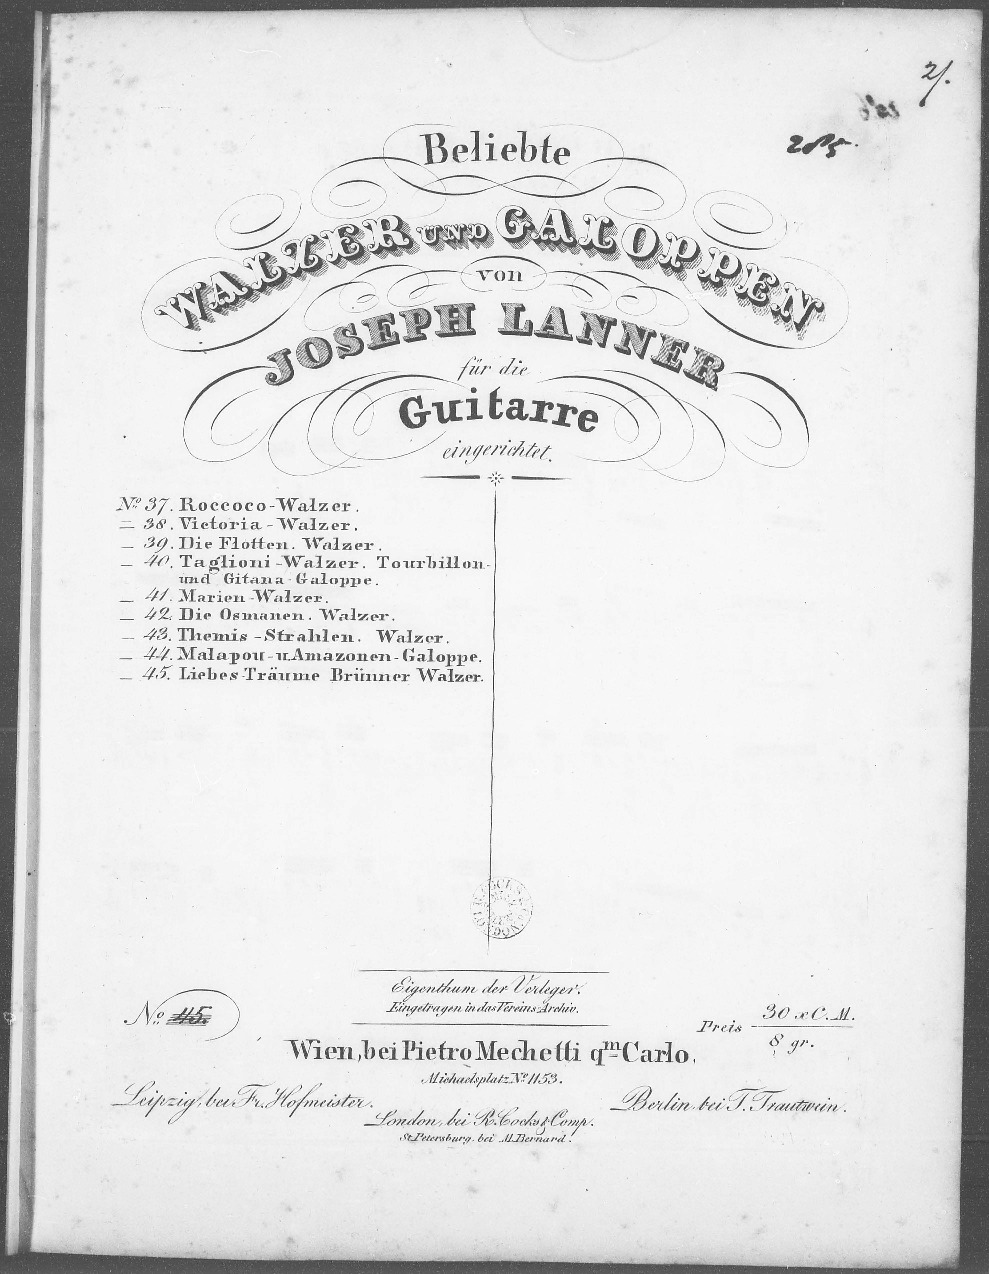 2/.
Beliebte
WALZER UND GALOPPEN
von
JOSEPH LANNER
für die
Guitarre
eingerichtet.
No. 37. Roccoco-Walzer.
= 38. Victoria-Walzer.
_ 39. Die Flotten. Walzer.
_ 40. Taglioni-Walzer. Tourbillon-
und Gitana-Galoppe.
_ 41. Marien-Walzer.
_ 42. Die Osmanen. Walzer.
_ 43. Themis-Strahlen. Walzer.
_ 44. Malapou-u. Amazonen-Galoppe.
_ 45. Liebes-Träume Brünner Walzer.
Eigenthum der Verleger.
Eingetragen in das Vereins-Archiv.
No. 45.
Preis 30 x C. M.
8 gr.
Wien, bei Pietro Mechetti qm Carlo.
Michaelsplatz No. 1153.
Leipzig, bei Fr. Hofmeister.
Berlin, bei T. Trautwein.
London, bei R. Cocks & Comp.
St. Petersburg. bei M. Bernard.